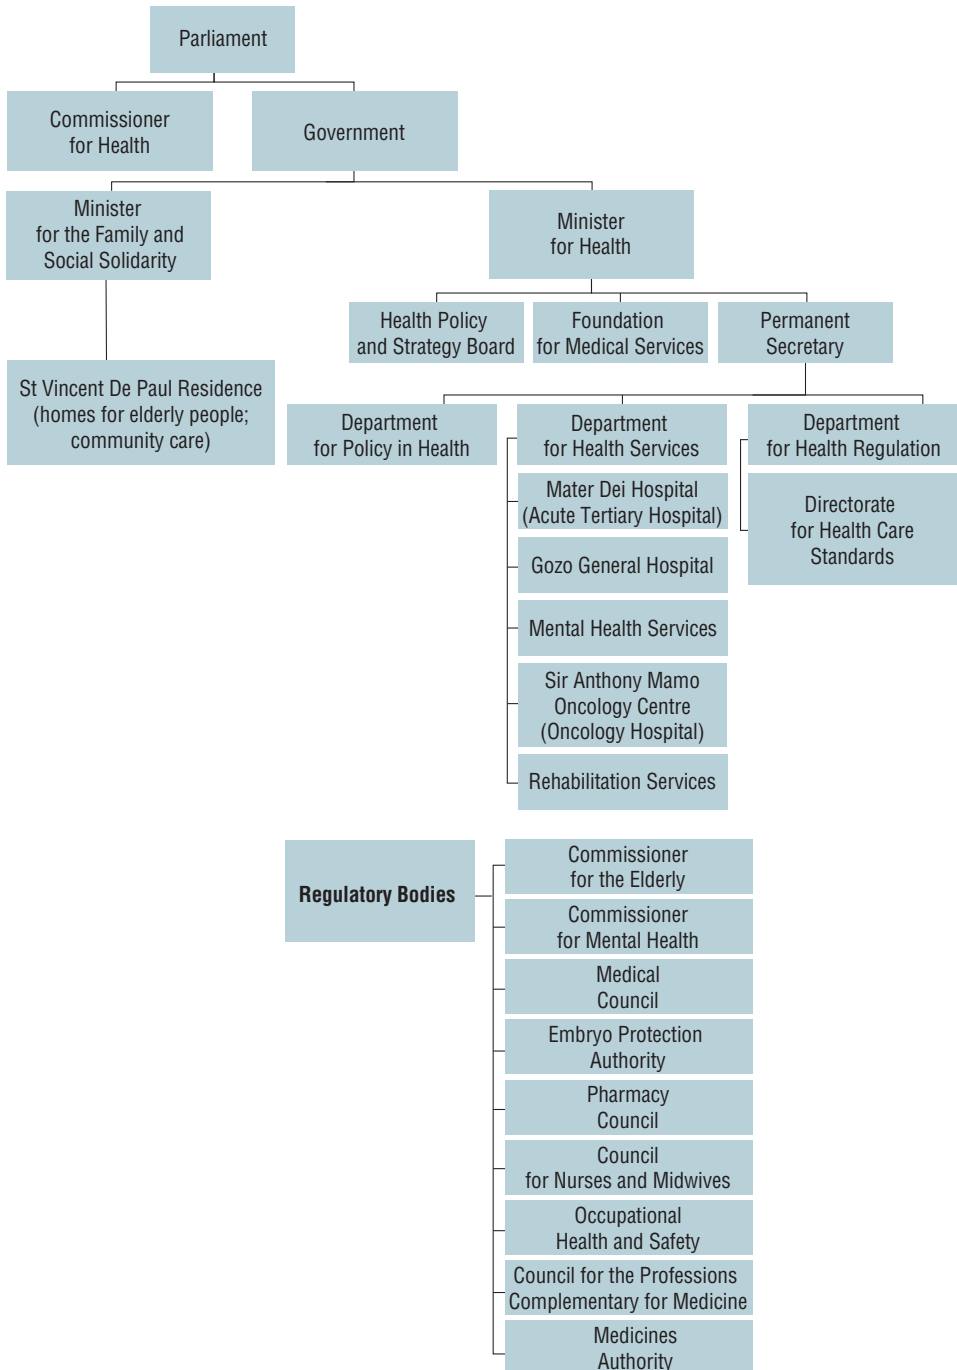 Parliament
Commissioner
for Health
Government
Minister
for the Family and
Social Solidarity
Minister
for Health
Health Policy
and Strategy Board
Foundation
for Medical Services
Permanent
Secretary
St Vincent De Paul Residence
(homes for elderly people;
community care)
Department
for Policy in Health
Department
for Health Services
Department
for Health Regulation
Mater Dei Hospital
(Acute Tertiary Hospital)
Directorate
for Health Care
Standards
Gozo General Hospital
Mental Health Services
Sir Anthony Mamo
Oncology Centre
(Oncology Hospital)
Rehabilitation Services
Regulatory Bodies
Commissioner
for the Elderly
Commissioner
for Mental Health
Medical
Council
Embryo Protection
Authority
Pharmacy
Council
Council
for Nurses and Midwives
Occupational
Health and Safety
Council for the Professions
Complementary for Medicine
Medicines
Authority